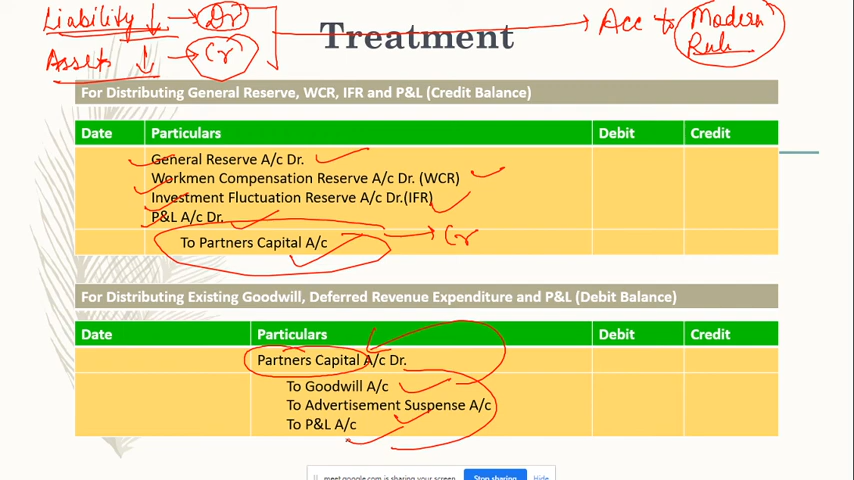 Liability ↓ → Dr
Assets ↓ → Cr
→ Acc to Modern Rule
Treatment
For Distributing General Reserve, WCR, IFR and P&L (Credit Balance)
Date Particulars Debit Credit
General Reserve A/c Dr.
Workmen Compensation Reserve A/c Dr. (WCR)
Investment Fluctuation Reserve A/c Dr.(IFR)
P&L A/c Dr.
To Partners Capital A/c → Cr
For Distributing Existing Goodwill, Deferred Revenue Expenditure and P&L (Debit Balance)
Date Particulars Debit Credit
Partners Capital A/c Dr.
To Goodwill A/c
To Advertisement Suspense A/c
To P&L A/c
meet.google.com is sharing your screen. Stop sharing Hide